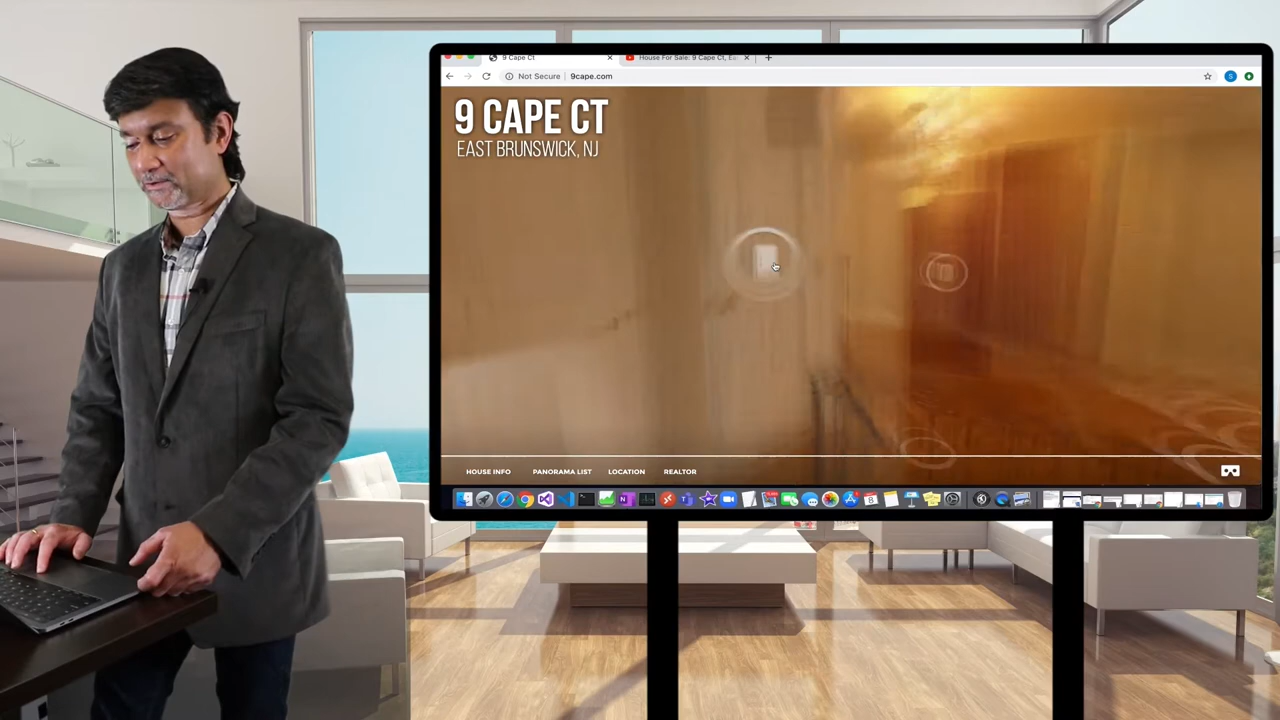 9 Cape Ct
House For Sale: 9 Cape Ct, Ea
Not Secure | 9cape.com
S
9 CAPE CT
EAST BRUNSWICK, NJ
HOUSE INFO PANORAMA LIST LOCATION REALTOR
8